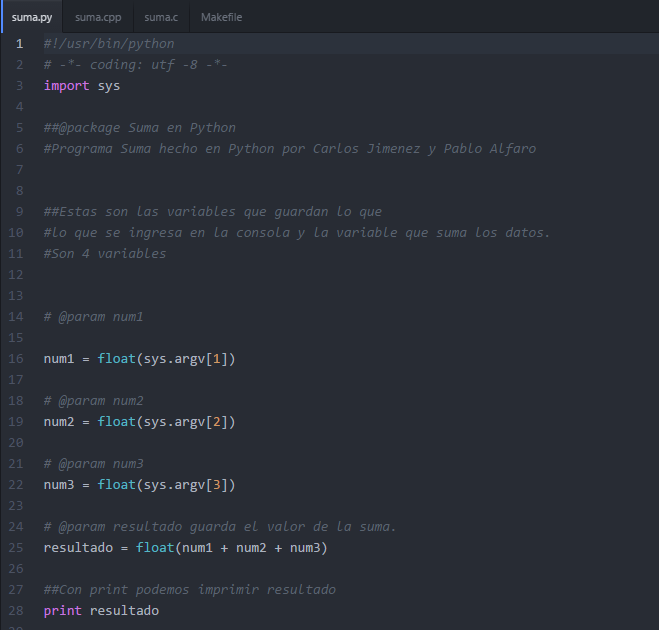 suma.py suma.cpp suma.c Makefile
1 #!/usr/bin/python
2 # -*- coding: utf -8 -*-
3 import sys
4
5 ##@package Suma en Python
6 #Programa Suma hecho en Python por Carlos Jimenez y Pablo Alfaro
7
8
9 ##Estas son las variables que guardan lo que
10 #lo que se ingresa en la consola y la variable que suma los datos.
11 #Son 4 variables
12
13
14 # @param num1
15
16 num1 = float(sys.argv[1])
17
18 # @param num2
19 num2 = float(sys.argv[2])
20
21 # @param num3
22 num3 = float(sys.argv[3])
23
24 # @param resultado guarda el valor de la suma.
25 resultado = float(num1 + num2 + num3)
26
27 ##Con print podemos imprimir resultado
28 print resultado